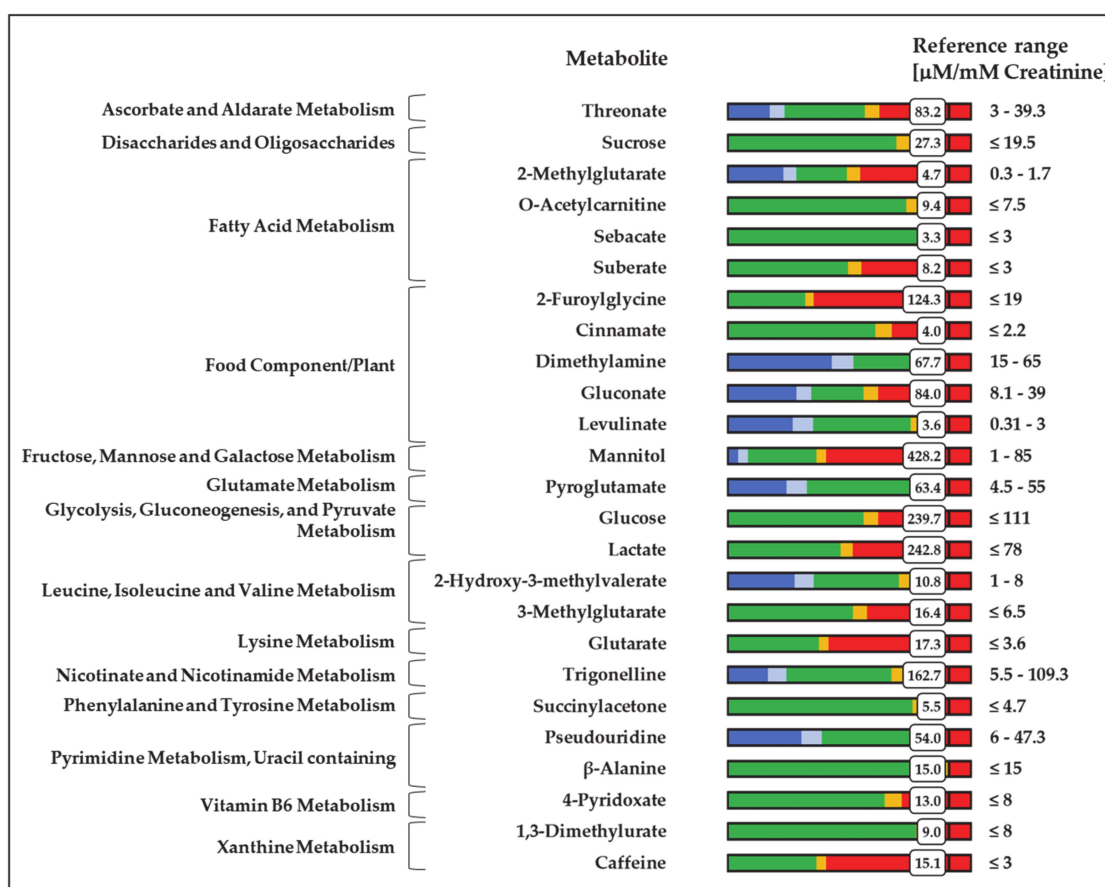 Metabolite
Reference range
[µM/mM Creatinine]
Ascorbate and Aldarate Metabolism Threonate 83.2 3 - 39.3
Disaccharides and Oligosaccharides Sucrose 27.3 ≤ 19.5
2-Methylglutarate 4.7 0.3 - 1.7
O-Acetylcarnitine 9.4 ≤ 7.5
Fatty Acid Metabolism
Sebacate 3.3 ≤ 3
Suberate 8.2 ≤ 3
2-Furoylglycine 124.3 ≤ 19
Cinnamate 4.0 ≤ 2.2
Food Component/Plant Dimethylamine 67.7 15 - 65
Gluconate 84.0 8.1 - 39
Levulinate 3.6 0.31 - 3
Fructose, Mannose and Galactose Metabolism Mannitol 428.2 1 - 85
Glutamate Metabolism Pyroglutamate 63.4 4.5 - 55
Glycolysis, Gluconeogenesis, and Pyruvate
Metabolism
Glucose 239.7 ≤ 111
Lactate 242.8 ≤ 78
Leucine, Isoleucine and Valine Metabolism
2-Hydroxy-3-methylvalerate 10.8 1 - 8
3-Methylglutarate 16.4 ≤ 6.5
Lysine Metabolism Glutarate 17.3 ≤ 3.6
Nicotinate and Nicotinamide Metabolism Trigonelline 162.7 5.5 - 109.3
Phenylalanine and Tyrosine Metabolism Succinylacetone 5.5 ≤ 4.7
Pyrimidine Metabolism, Uracil containing
Pseudouridine 54.0 6 - 47.3
β-Alanine 15.0 ≤ 15
Vitamin B6 Metabolism 4-Pyridoxate 13.0 ≤ 8
Xanthine Metabolism
1,3-Dimethylurate 9.0 ≤ 8
Caffeine 15.1 ≤ 3